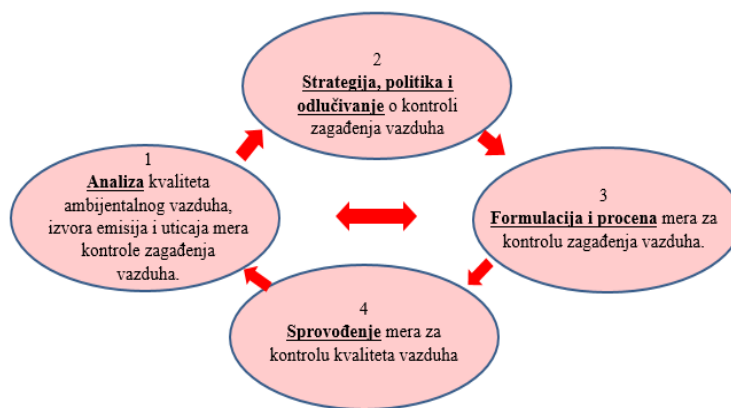 1
Analiza kvaliteta
ambijentalnog vazduha,
izvora emisija i uticaja mera
kontrole zagađenja
vazduha.
2
Strategija, politika i
odlučivanje o kontroli
zagađenja vazduha
3
Formulacija i procena mera za
kontrolu zagađenja vazduha.
4
Sprovođenje mera za
kontrolu kvaliteta vazduha